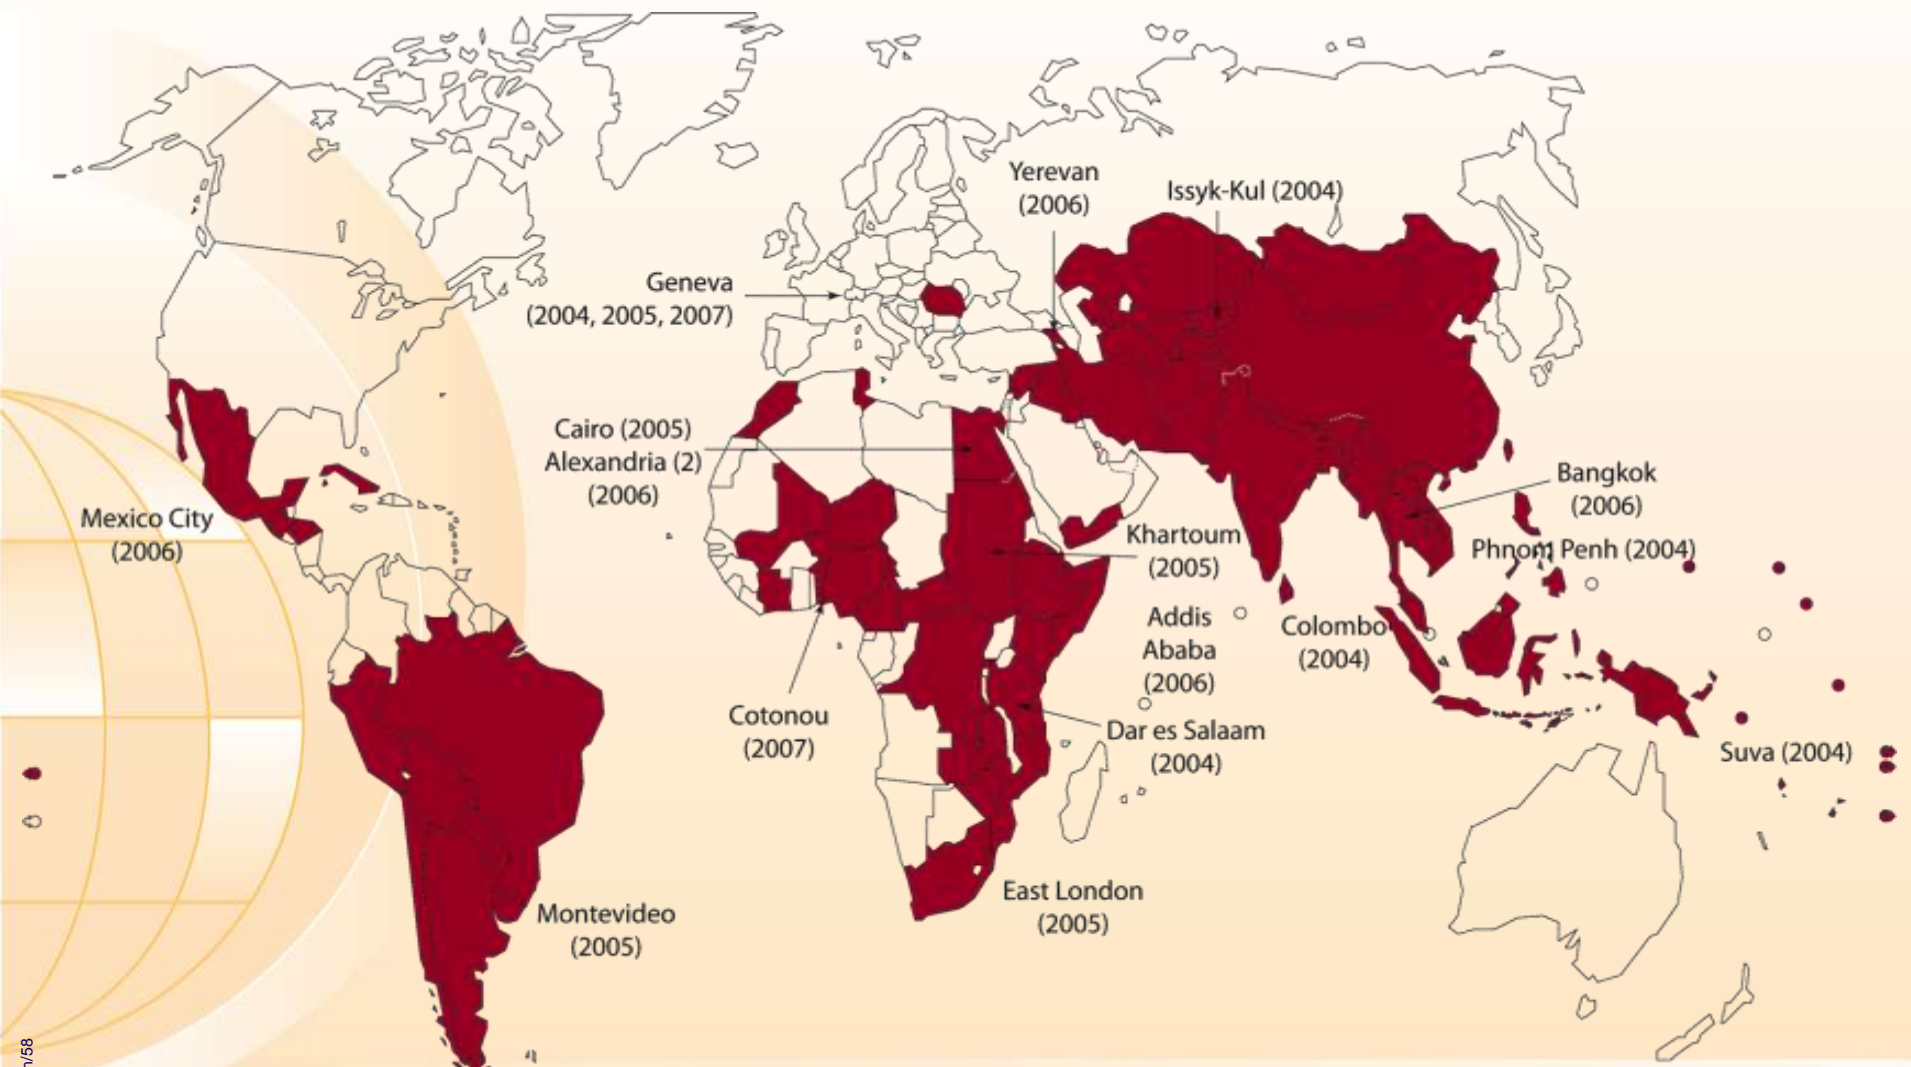 Yerevan
(2006)
Issyk-Kul (2004)
Geneva
(2004, 2005, 2007)
Cairo (2005)
Alexandria (2)
(2006)
Bangkok
(2006)
Mexico City
(2006)
Khartoum
(2005)
Phnom Penh (2004)
Addis
Ababa
(2006)
Colombo
(2004)
Cotonou
(2007)
Dar es Salaam
(2004)
Suva (2004)
East London
(2005)
Montevideo
(2005)